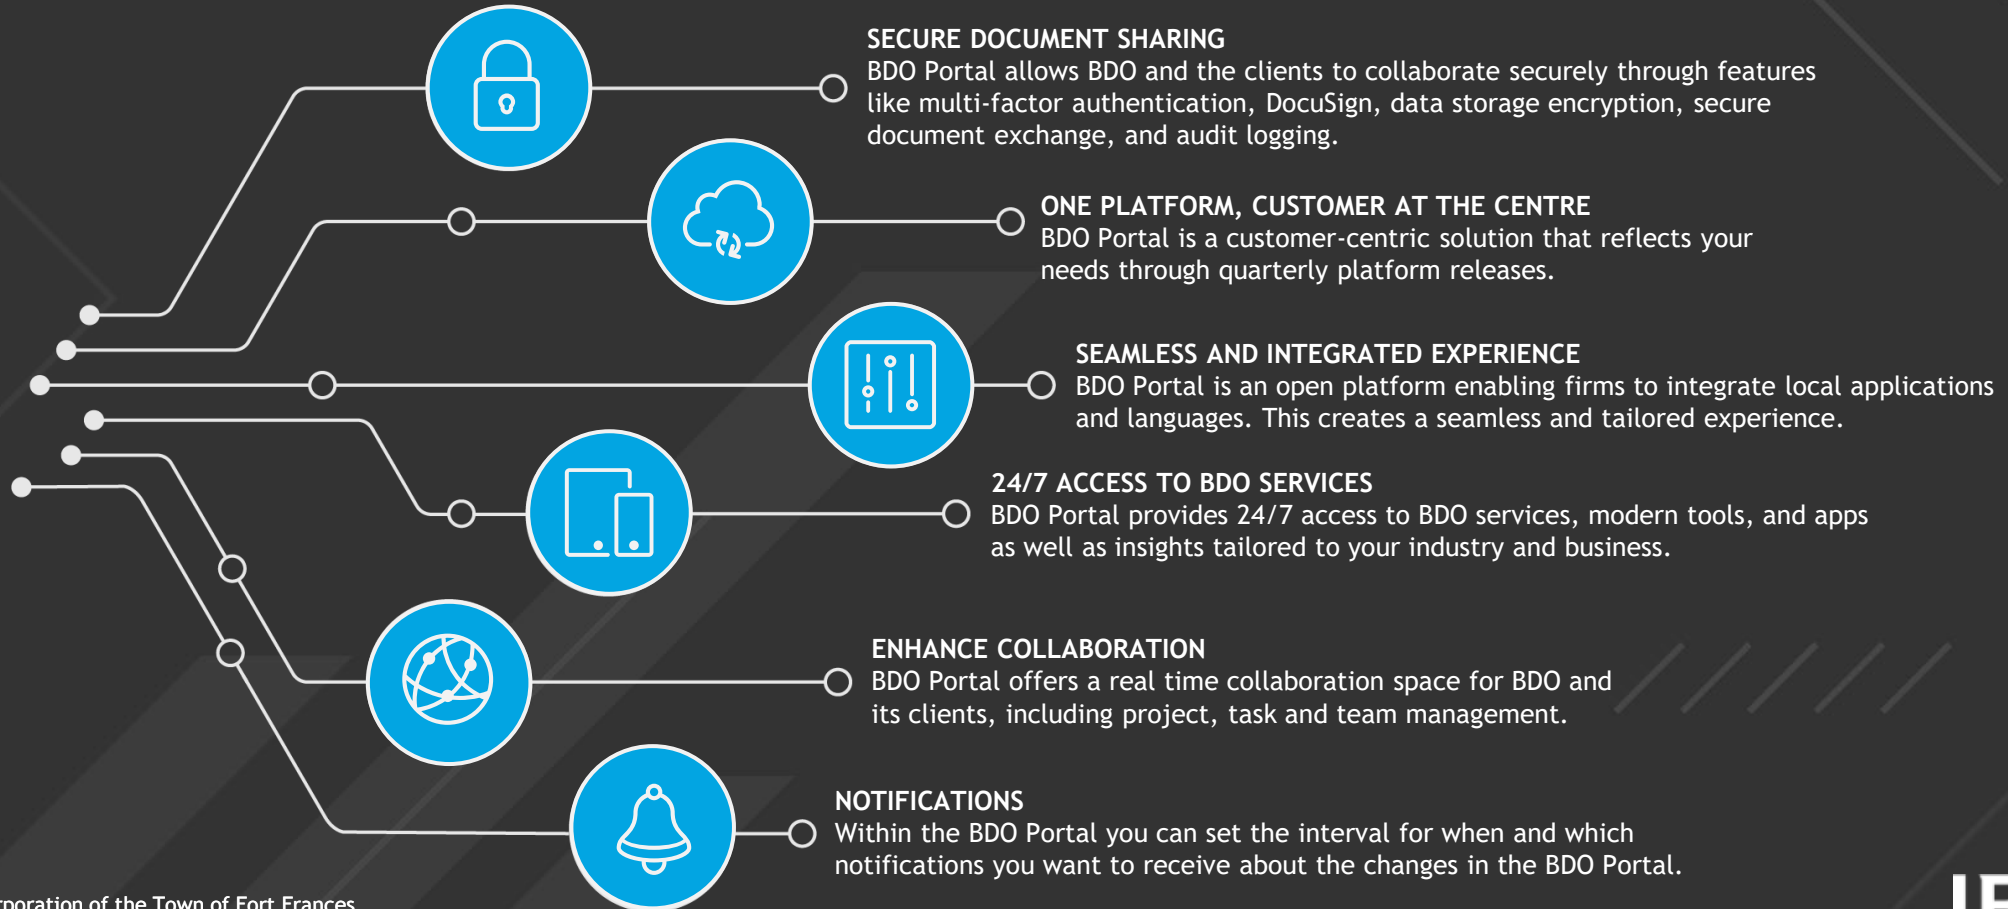 SECURE DOCUMENT SHARING
BDO Portal allows BDO and the clients to collaborate securely through features
like multi-factor authentication, DocuSign, data storage encryption, secure
document exchange, and audit logging.
ONE PLATFORM, CUSTOMER AT THE CENTRE
BDO Portal is a customer-centric solution that reflects your
needs through quarterly platform releases.
SEAMLESS AND INTEGRATED EXPERIENCE
BDO Portal is an open platform enabling firms to integrate local applications
and languages. This creates a seamless and tailored experience.
24/7 ACCESS TO BDO SERVICES
BDO Portal provides 24/7 access to BDO services, modern tools, and apps
as well as insights tailored to your industry and business.
ENHANCE COLLABORATION
BDO Portal offers a real time collaboration space for BDO and
its clients, including project, task and team management.
NOTIFICATIONS
Within the BDO Portal you can set the interval for when and which
notifications you want to receive about the changes in the BDO Portal.
of the Town of Fort Frances